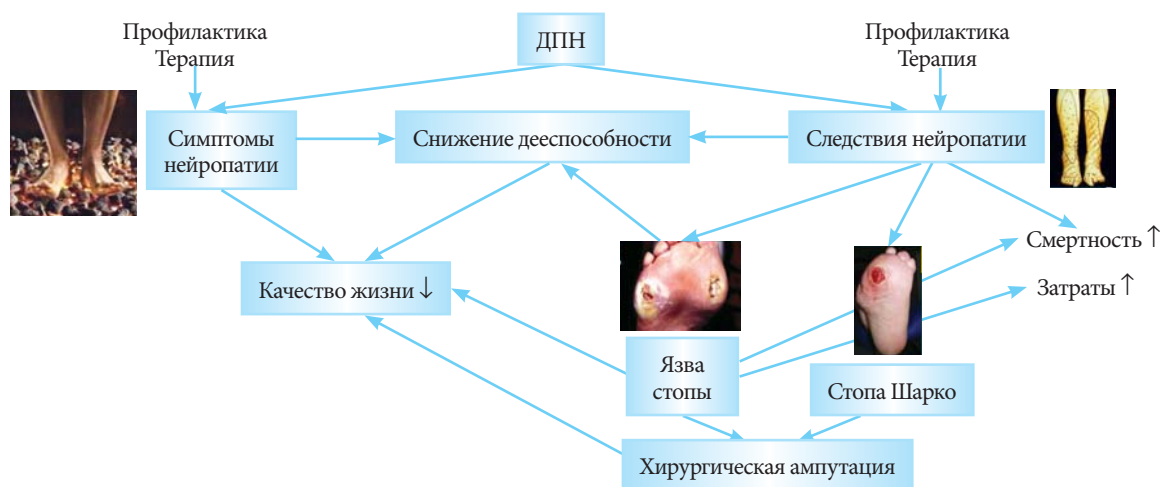 Профилактика
Терапия
ДПН
Профилактика
Терапия
Симптомы
нейропатии
Снижение дееспособности
Следствия нейропатии
Смертность ↑
Качество жизни ↓
Затраты ↑
Язва
стопы
Стопа Шарко
Хирургическая ампутация